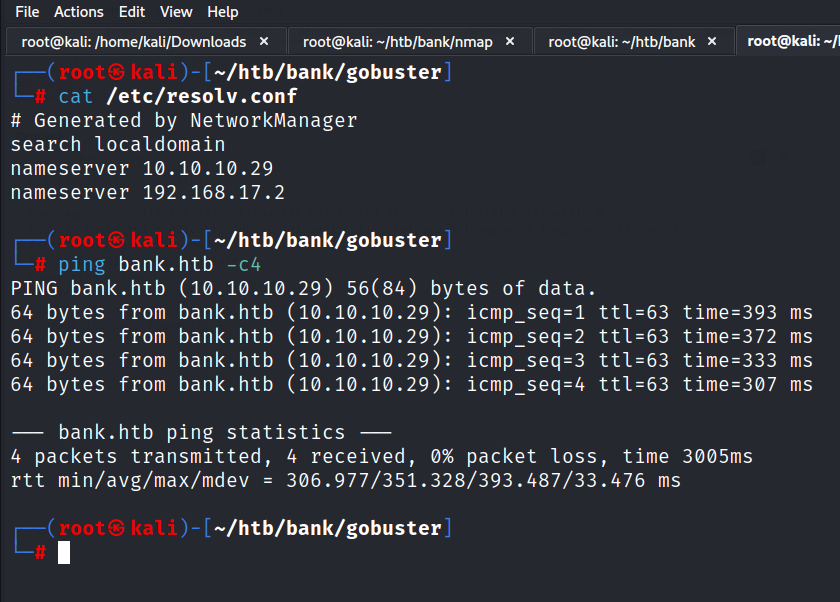 File Actions Edit View Help
root@kali: /home/kali/Downloads × root@kali: ~/htb/bank/nmap × root@kali: ~/htb/bank × root@kali: ~/
┌──(root㉿kali)-[~/htb/bank/gobuster]
└─# cat /etc/resolv.conf
# Generated by NetworkManager
search localdomain
nameserver 10.10.10.29
nameserver 192.168.17.2
┌──(root㉿kali)-[~/htb/bank/gobuster]
└─# ping bank.htb -c4
PING bank.htb (10.10.10.29) 56(84) bytes of data.
64 bytes from bank.htb (10.10.10.29): icmp_seq=1 ttl=63 time=393 ms
64 bytes from bank.htb (10.10.10.29): icmp_seq=2 ttl=63 time=372 ms
64 bytes from bank.htb (10.10.10.29): icmp_seq=3 ttl=63 time=333 ms
64 bytes from bank.htb (10.10.10.29): icmp_seq=4 ttl=63 time=307 ms
--- bank.htb ping statistics ---
4 packets transmitted, 4 received, 0% packet loss, time 3005ms
rtt min/avg/max/mdev = 306.977/351.328/393.487/33.476 ms
┌──(root㉿kali)-[~/htb/bank/gobuster]
└─#